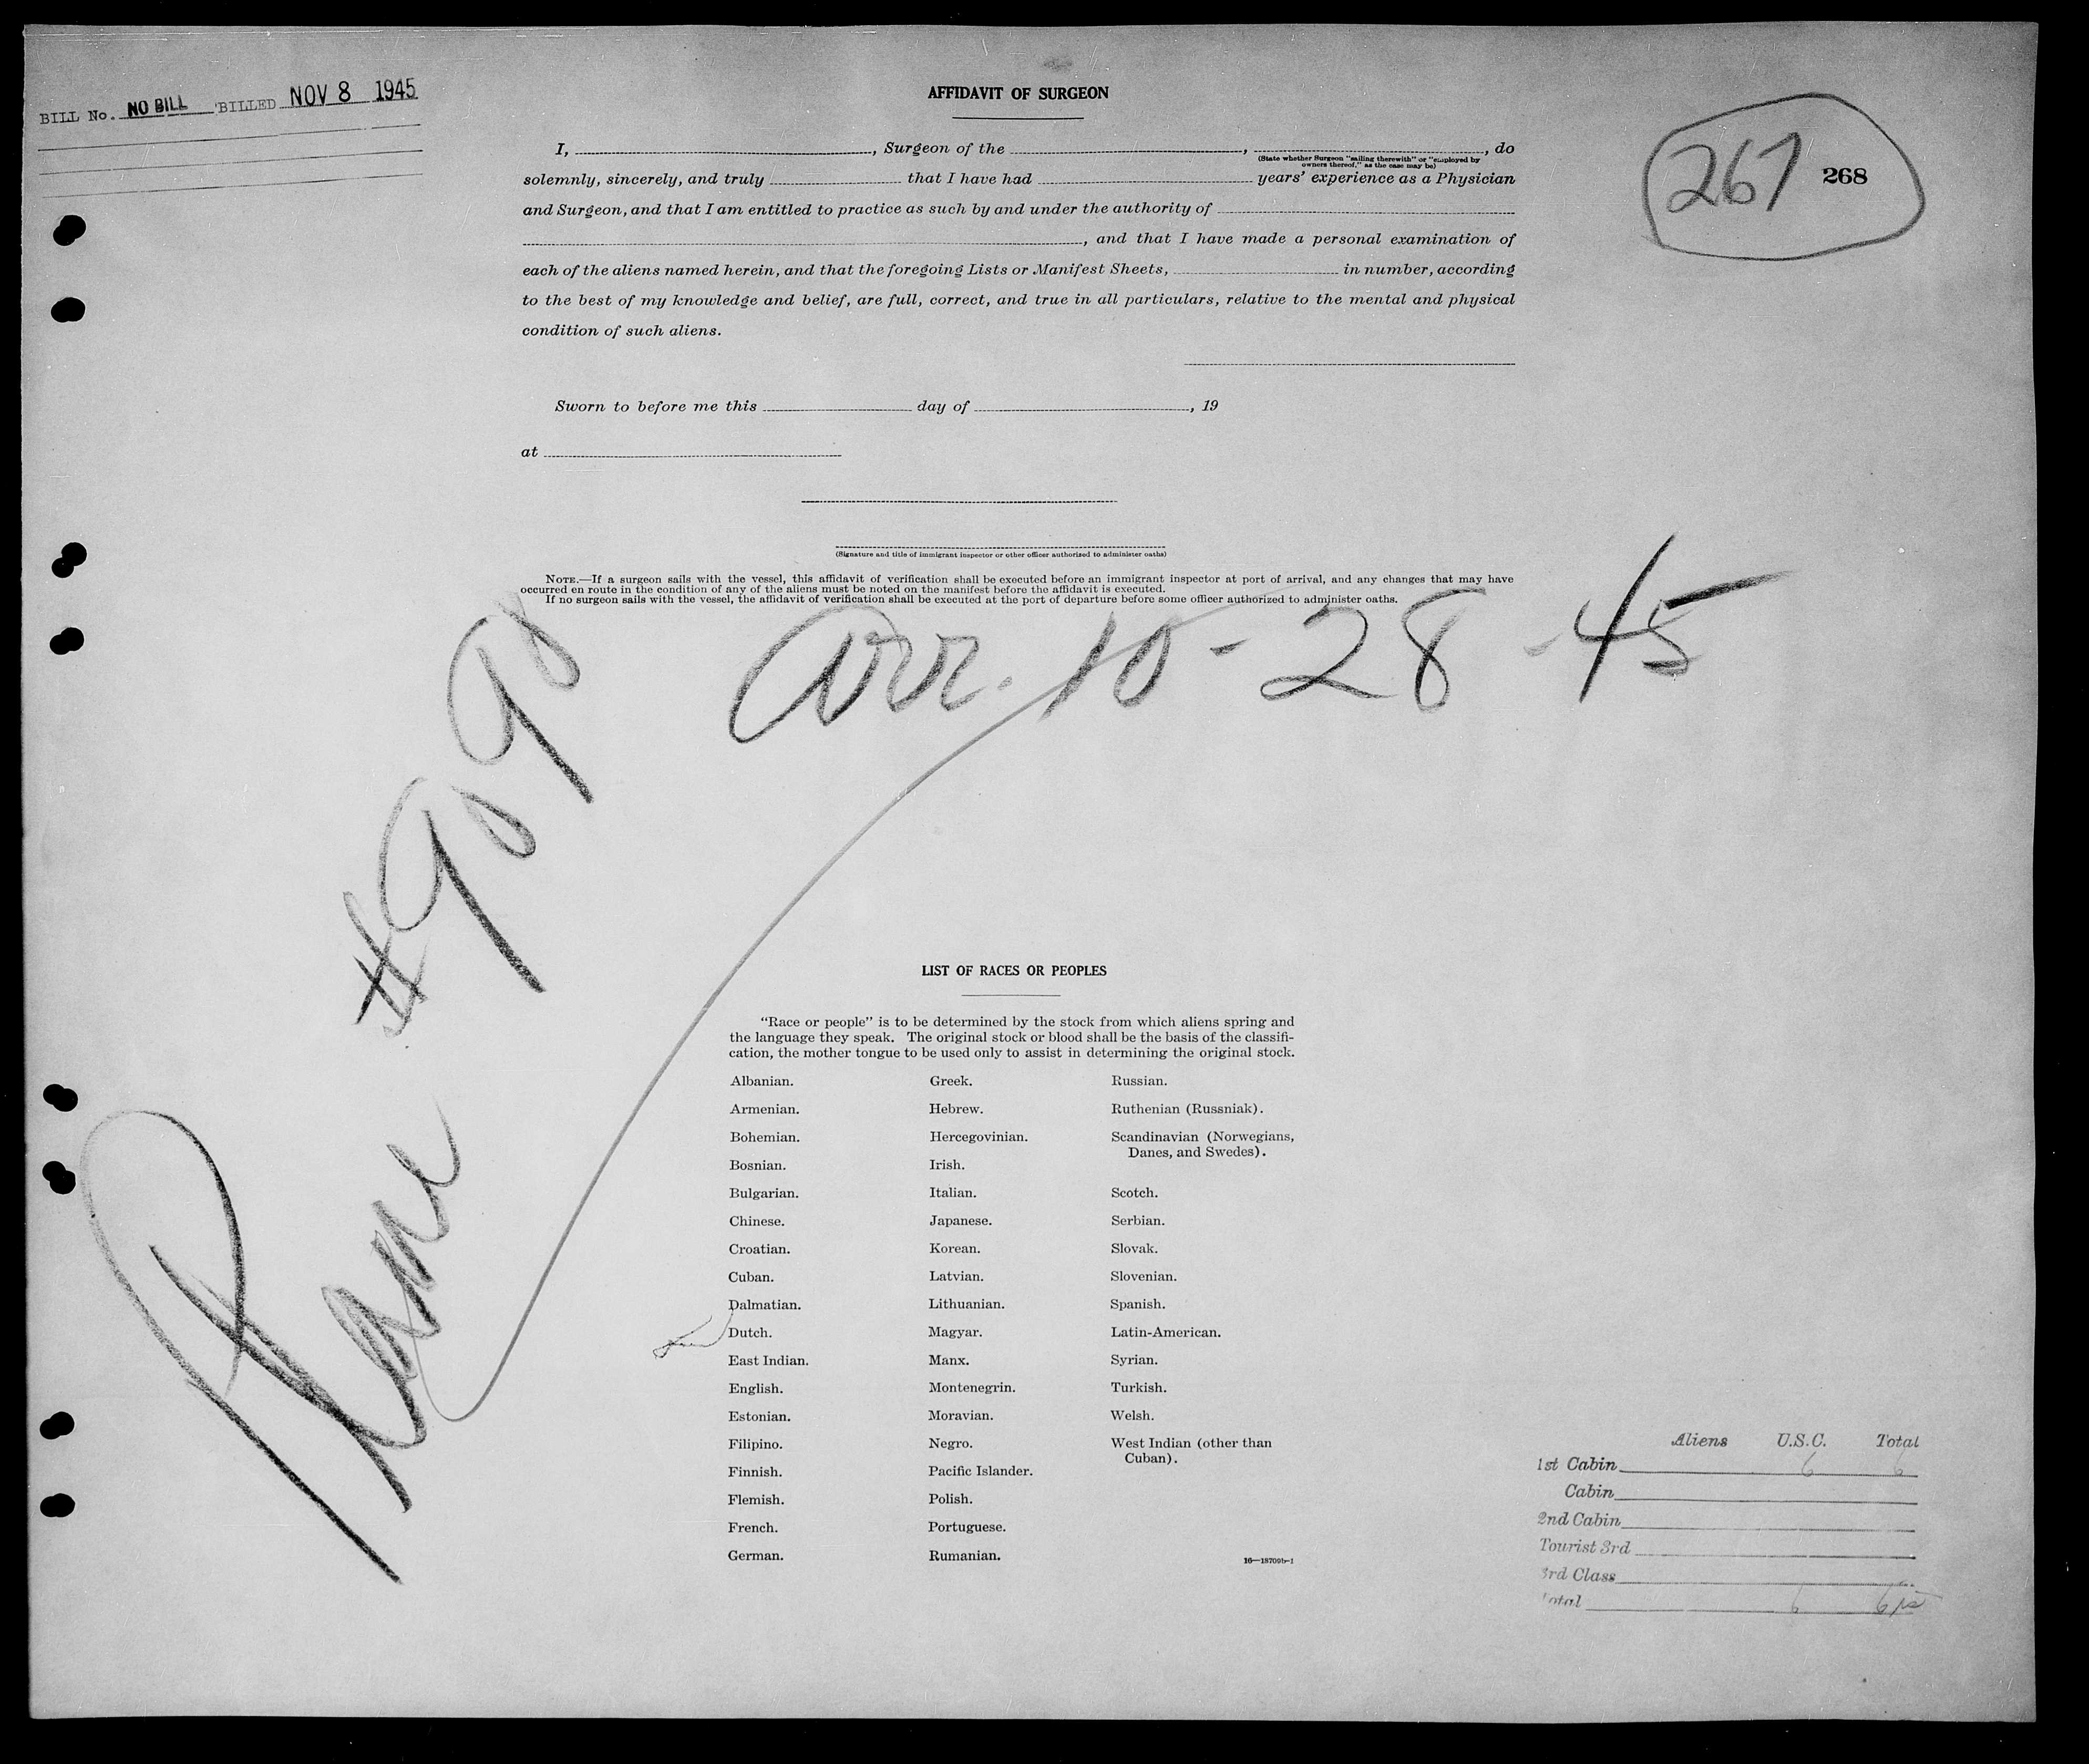 BILL No. NO BILL BILLED NOV 8 1945
AFFIDAVIT OF SURGEON
267 268
I, , Surgeon of the , , do
(State whether Surgeon "sailing therewith" or "employed by
owners thereof," as the case may be)
solemnly, sincerely, and truly that I have had years' experience as a Physician
and Surgeon, and that I am entitled to practice as such by and under the authority of
, and that I have made a personal examination of
each of the aliens named herein, and that the foregoing Lists or Manifest Sheets, in number, according
to the best of my knowledge and belief, are full, correct, and true in all particulars, relative to the mental and physical
condition of such aliens.
Sworn to before me this day of , 19
at
(Signature and title of immigrant inspector or other officer authorized to administer oaths)
NOTE.—If a surgeon sails with the vessel, this affidavit of verification shall be executed before an immigrant inspector at port of arrival, and any changes that may have
occurred en route in the condition of any of the aliens must be noted on the manifest before the affidavit is executed.
If no surgeon sails with the vessel, the affidavit of verification shall be executed at the port of departure before some officer authorized to administer oaths.
Arr. 10-28-45
Plane #99
LIST OF RACES OR PEOPLES
"Race or people" is to be determined by the stock from which aliens spring and
the language they speak. The original stock or blood shall be the basis of the classifi-
cation, the mother tongue to be used only to assist in determining the original stock.
Albanian. Greek. Russian.
Armenian. Hebrew. Ruthenian (Russniak).
Bohemian. Hercegovinian. Scandinavian (Norwegians,
Danes, and Swedes).
Bosnian. Irish.
Bulgarian. Italian. Scotch.
Chinese. Japanese. Serbian.
Croatian. Korean. Slovak.
Cuban. Latvian. Slovenian.
Dalmatian. Lithuanian. Spanish.
Dutch. Magyar. Latin-American.
East Indian. Manx. Syrian.
English. Montenegrin. Turkish.
Estonian. Moravian. Welsh.
Filipino. Negro. West Indian (other than
Cuban).
Finnish. Pacific Islander.
Flemish. Polish.
French. Portuguese.
German. Rumanian.
16—18709b-1
Aliens U.S.C. Total
1st Cabin 6 6
Cabin
2nd Cabin
Tourist 3rd
3rd Class
Total 6 6